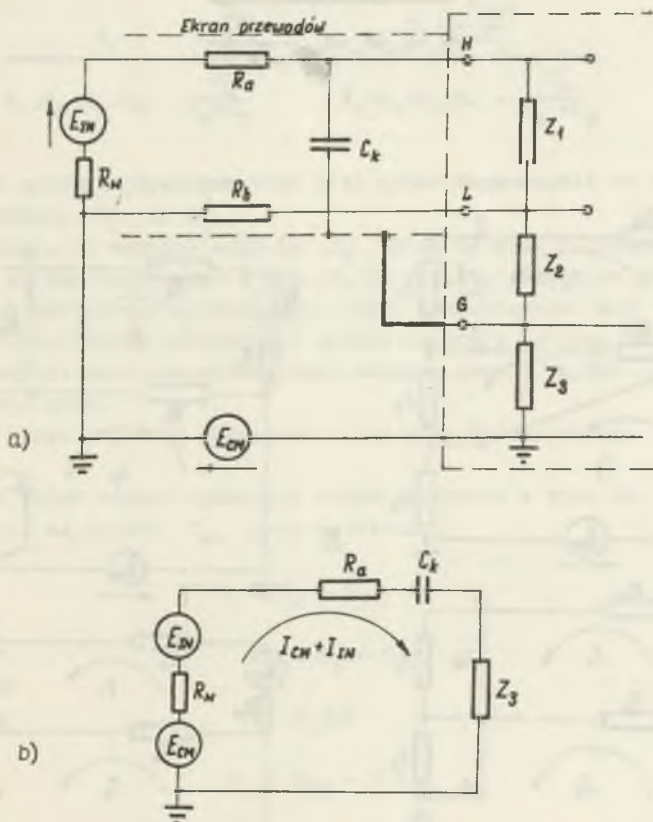 Ekran przewodów
H
R_a
E_SN
Z_1
C_k
R_M
R_b
L
Z_2
G
Z_3
a)
E_CM
R_a
C_k
E_SN
I_CM + I_SN
R_M
Z_3
E_CM
b)